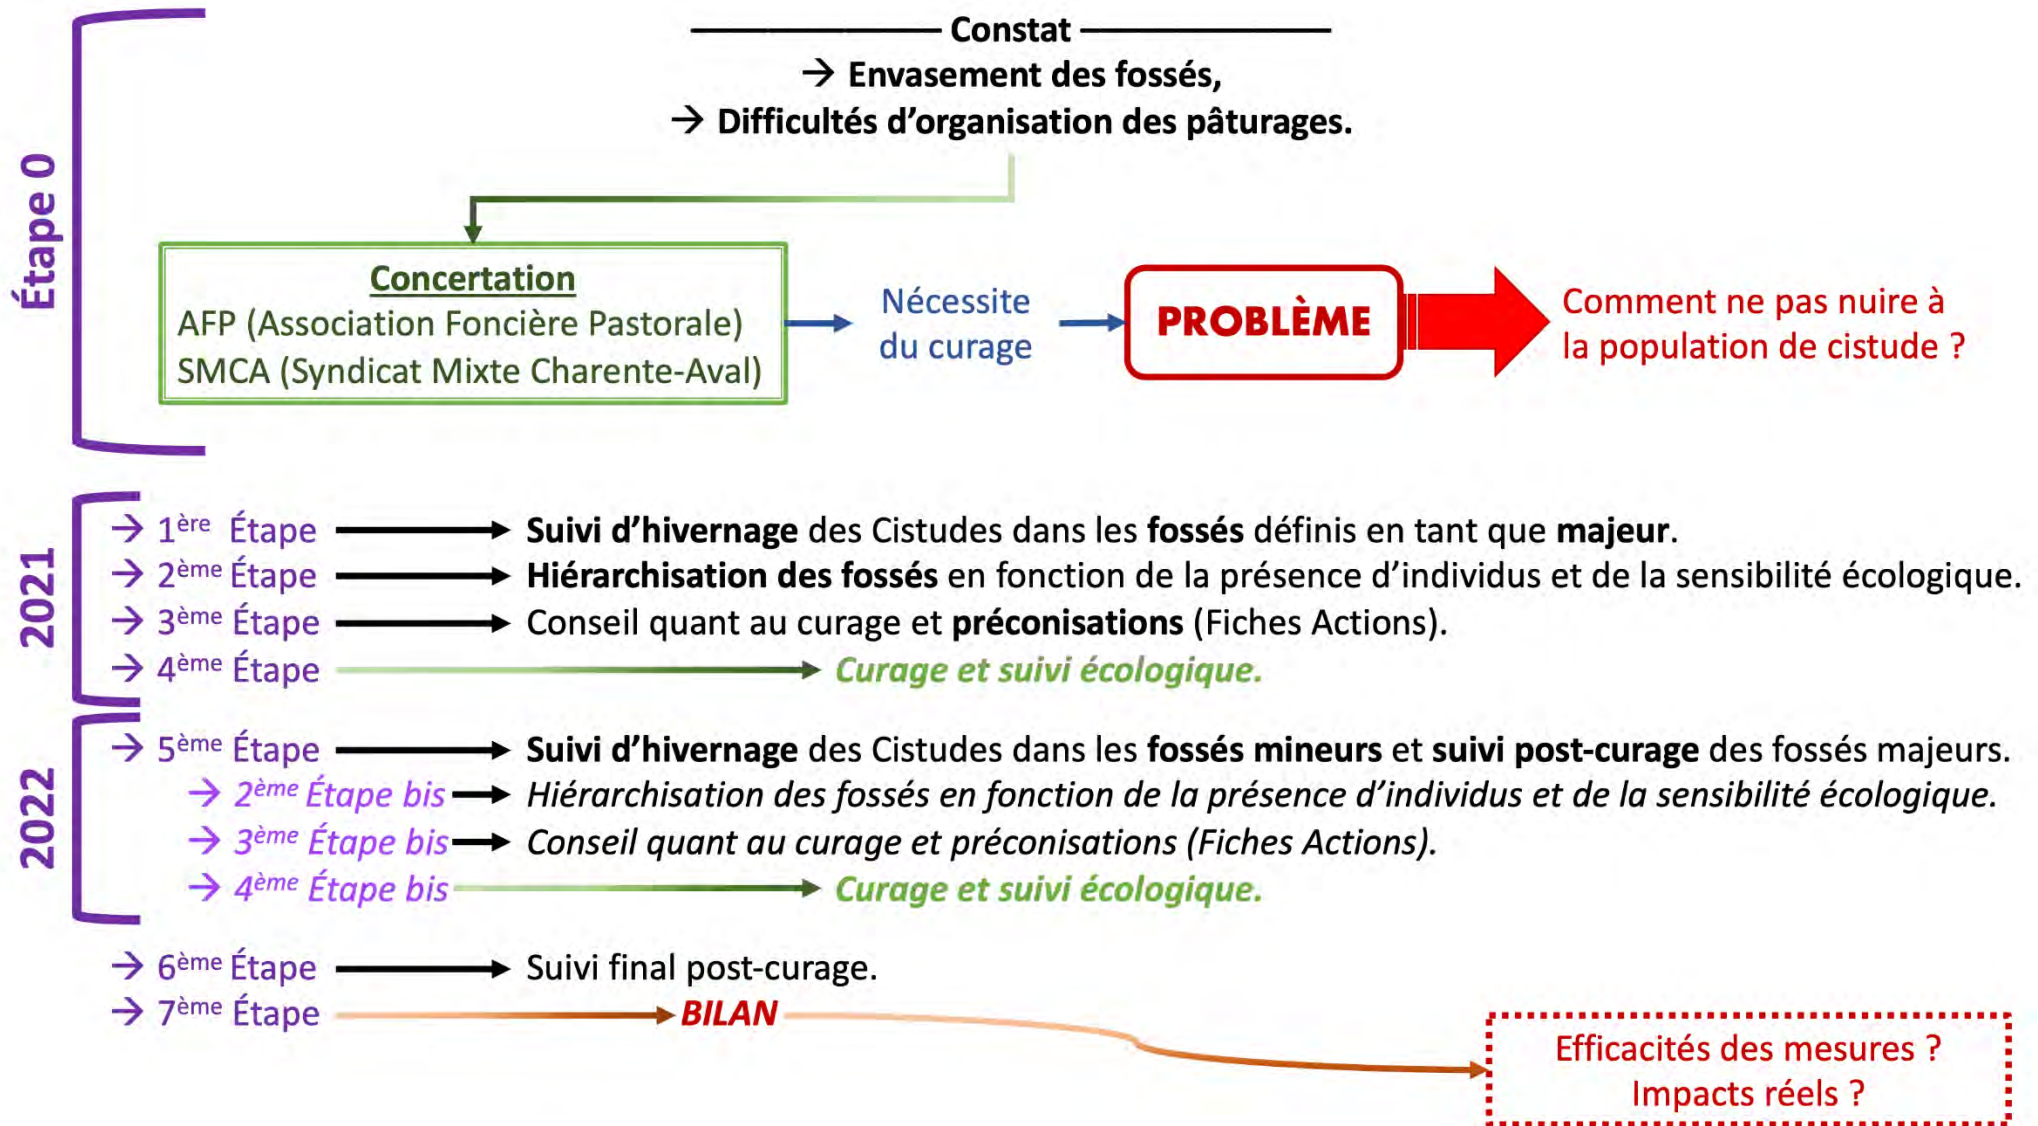 Constat
→ Envasement des fossés,
→ Difficultés d'organisation des pâturages.
Étape 0
Concertation
AFP (Association Foncière Pastorale)
SMCA (Syndicat Mixte Charente-Aval)
Nécessite
du curage
PROBLÈME
Comment ne pas nuire à
la population de cistude ?
2021
→ 1ère Étape → Suivi d'hivernage des Cistudes dans les fossés définis en tant que majeur.
→ 2ème Étape → Hiérarchisation des fossés en fonction de la présence d'individus et de la sensibilité écologique.
→ 3ème Étape → Conseil quant au curage et préconisations (Fiches Actions).
→ 4ème Étape → Curage et suivi écologique.
2022
→ 5ème Étape → Suivi d'hivernage des Cistudes dans les fossés mineurs et suivi post-curage des fossés majeurs.
→ 2ème Étape bis → Hiérarchisation des fossés en fonction de la présence d'individus et de la sensibilité écologique.
→ 3ème Étape bis → Conseil quant au curage et préconisations (Fiches Actions).
→ 4ème Étape bis → Curage et suivi écologique.
→ 6ème Étape → Suivi final post-curage.
→ 7ème Étape → BILAN
Efficacités des mesures ?
Impacts réels ?